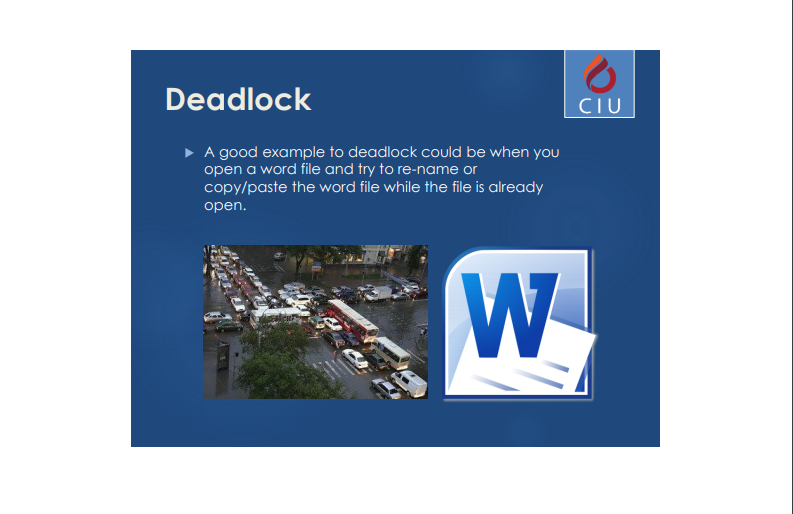 CIU
Deadlock
A good example to deadlock could be when you
open a word file and try to re-name or
copy/paste the word file while the file is already
open.
W